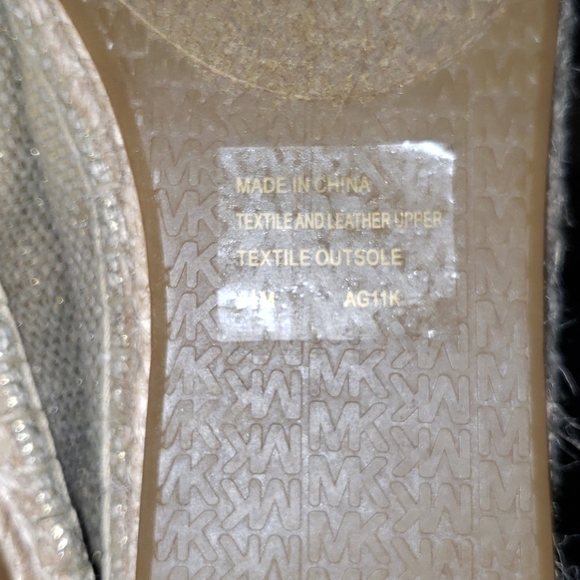 MADE IN CHINA
TEXTILE AND LEATHER UPPER
TEXTILE OUTSOLE
AG11K